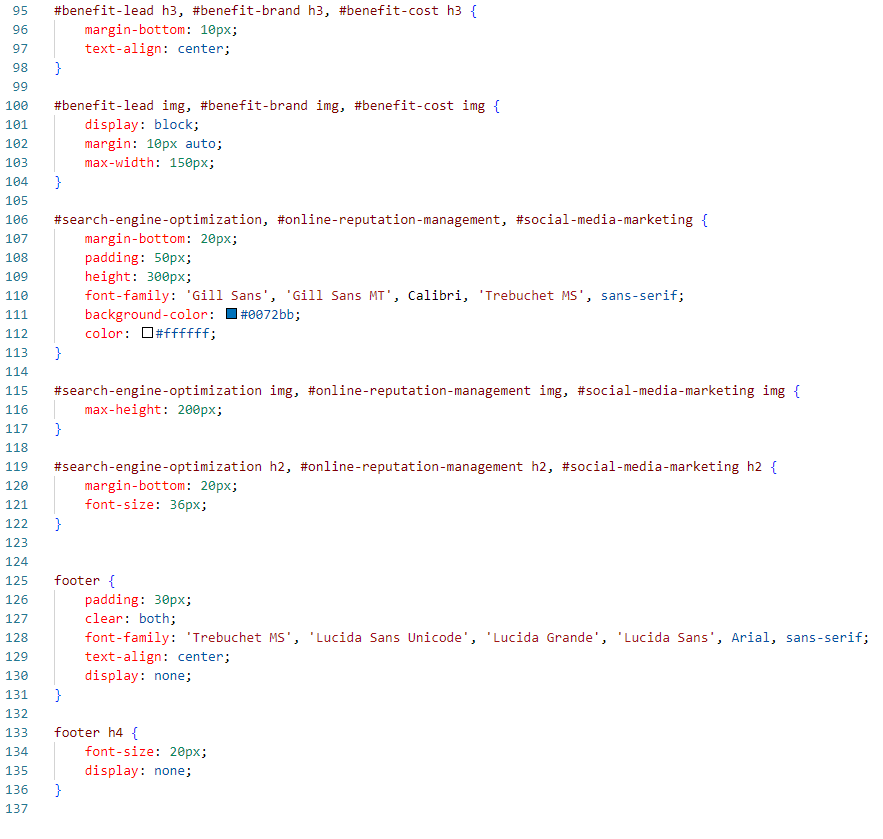 95 #benefit-lead h3, #benefit-brand h3, #benefit-cost h3 {
96     margin-bottom: 10px;
97     text-align: center;
98 }
99
100 #benefit-lead img, #benefit-brand img, #benefit-cost img {
101     display: block;
102     margin: 10px auto;
103     max-width: 150px;
104 }
105
106 #search-engine-optimization, #online-reputation-management, #social-media-marketing {
107     margin-bottom: 20px;
108     padding: 50px;
109     height: 300px;
110     font-family: 'Gill Sans', 'Gill Sans MT', Calibri, 'Trebuchet MS', sans-serif;
111     background-color: #0072bb;
112     color: #ffffff;
113 }
114
115 #search-engine-optimization img, #online-reputation-management img, #social-media-marketing img {
116     max-height: 200px;
117 }
118
119 #search-engine-optimization h2, #online-reputation-management h2, #social-media-marketing h2 {
120     margin-bottom: 20px;
121     font-size: 36px;
122 }
123
124
125 footer {
126     padding: 30px;
127     clear: both;
128     font-family: 'Trebuchet MS', 'Lucida Sans Unicode', 'Lucida Grande', 'Lucida Sans', Arial, sans-serif;
129     text-align: center;
130     display: none;
131 }
132
133 footer h4 {
134     font-size: 20px;
135     display: none;
136 }
137